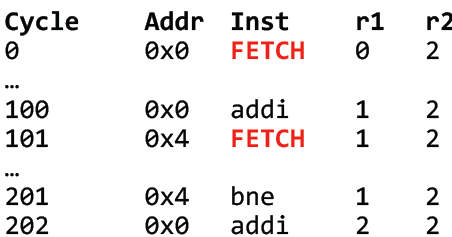 Cycle Addr Inst r1 r2
0 0x0 FETCH 0 2
…
100 0x0 addi 1 2
101 0x4 FETCH 1 2
…
201 0x4 bne 1 2
202 0x0 addi 2 2